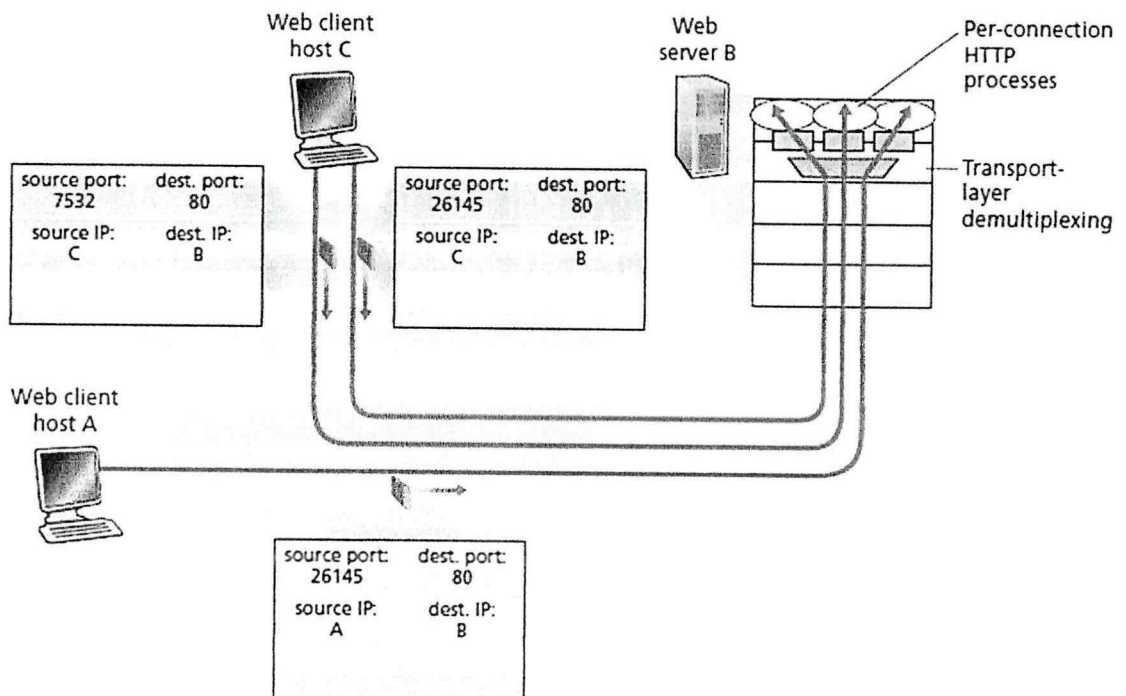 Web client
host C
Web
server B
Per-connection
HTTP
processes
Transport-
layer
demultiplexing
source port: dest. port:
7532 80
source IP: dest. IP:
C B
source port: dest. port:
26145 80
source IP: dest. IP:
C B
Web client
host A
source port: dest. port:
26145 80
source IP: dest. IP:
A B